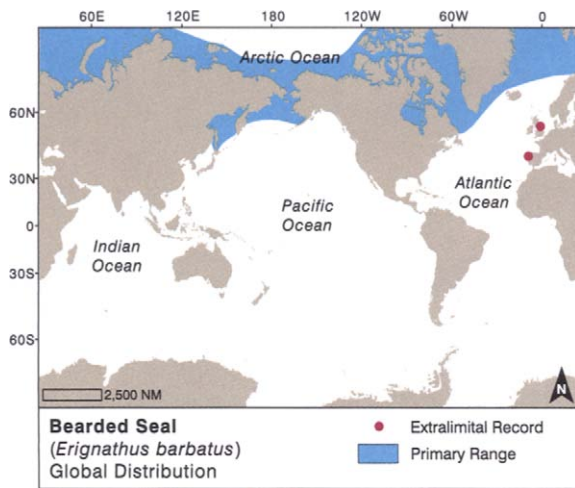 60E 120E 180 120W 60W 0
Arctic Ocean
60N
30N
0
30S
60S
Pacific
Ocean
Atlantic
Ocean
Indian
Ocean
2,500 NM
N
Bearded Seal
(Erignathus barbatus)
Global Distribution
Extralimital Record
Primary Range